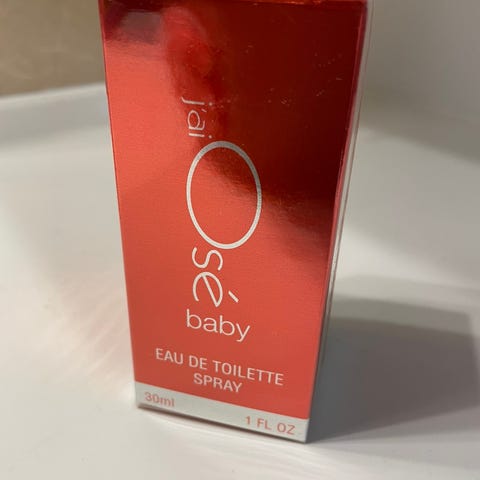 j'ai
Osé
baby
EAU DE TOILETTE
SPRAY
30ml
1 FL OZ